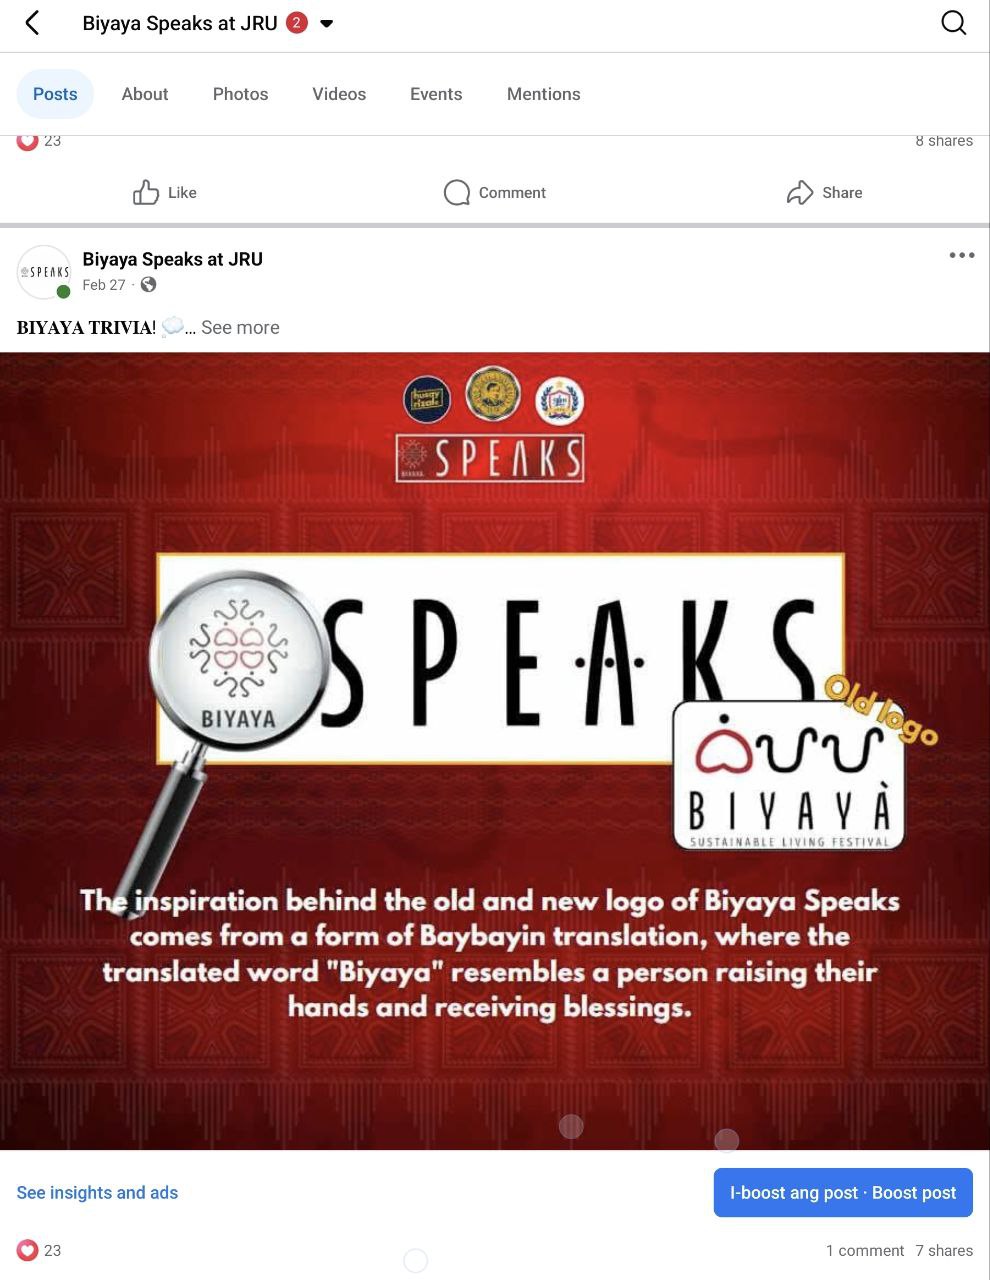 Biyaya Speaks at JRU 2
Posts About Photos Videos Events Mentions
23 8 shares
Like Comment Share
SPEAKS
Biyaya Speaks at JRU
Feb 27 ·
𝐁𝐈𝐘𝐀𝐘𝐀 𝐓𝐑𝐈𝐕𝐈𝐀! 💭... See more
husay
rizal
BIYAYA SPEAKS
SPEAKS
BIYAYA
Old logo
ᜊᜒᜌᜌ
BIYAYÀ
SUSTAINABLE LIVING FESTIVAL
The inspiration behind the old and new logo of Biyaya Speaks
comes from a form of Baybayin translation, where the
translated word "Biyaya" resembles a person raising their
hands and receiving blessings.
See insights and ads I-boost ang post · Boost post
23 1 comment 7 shares